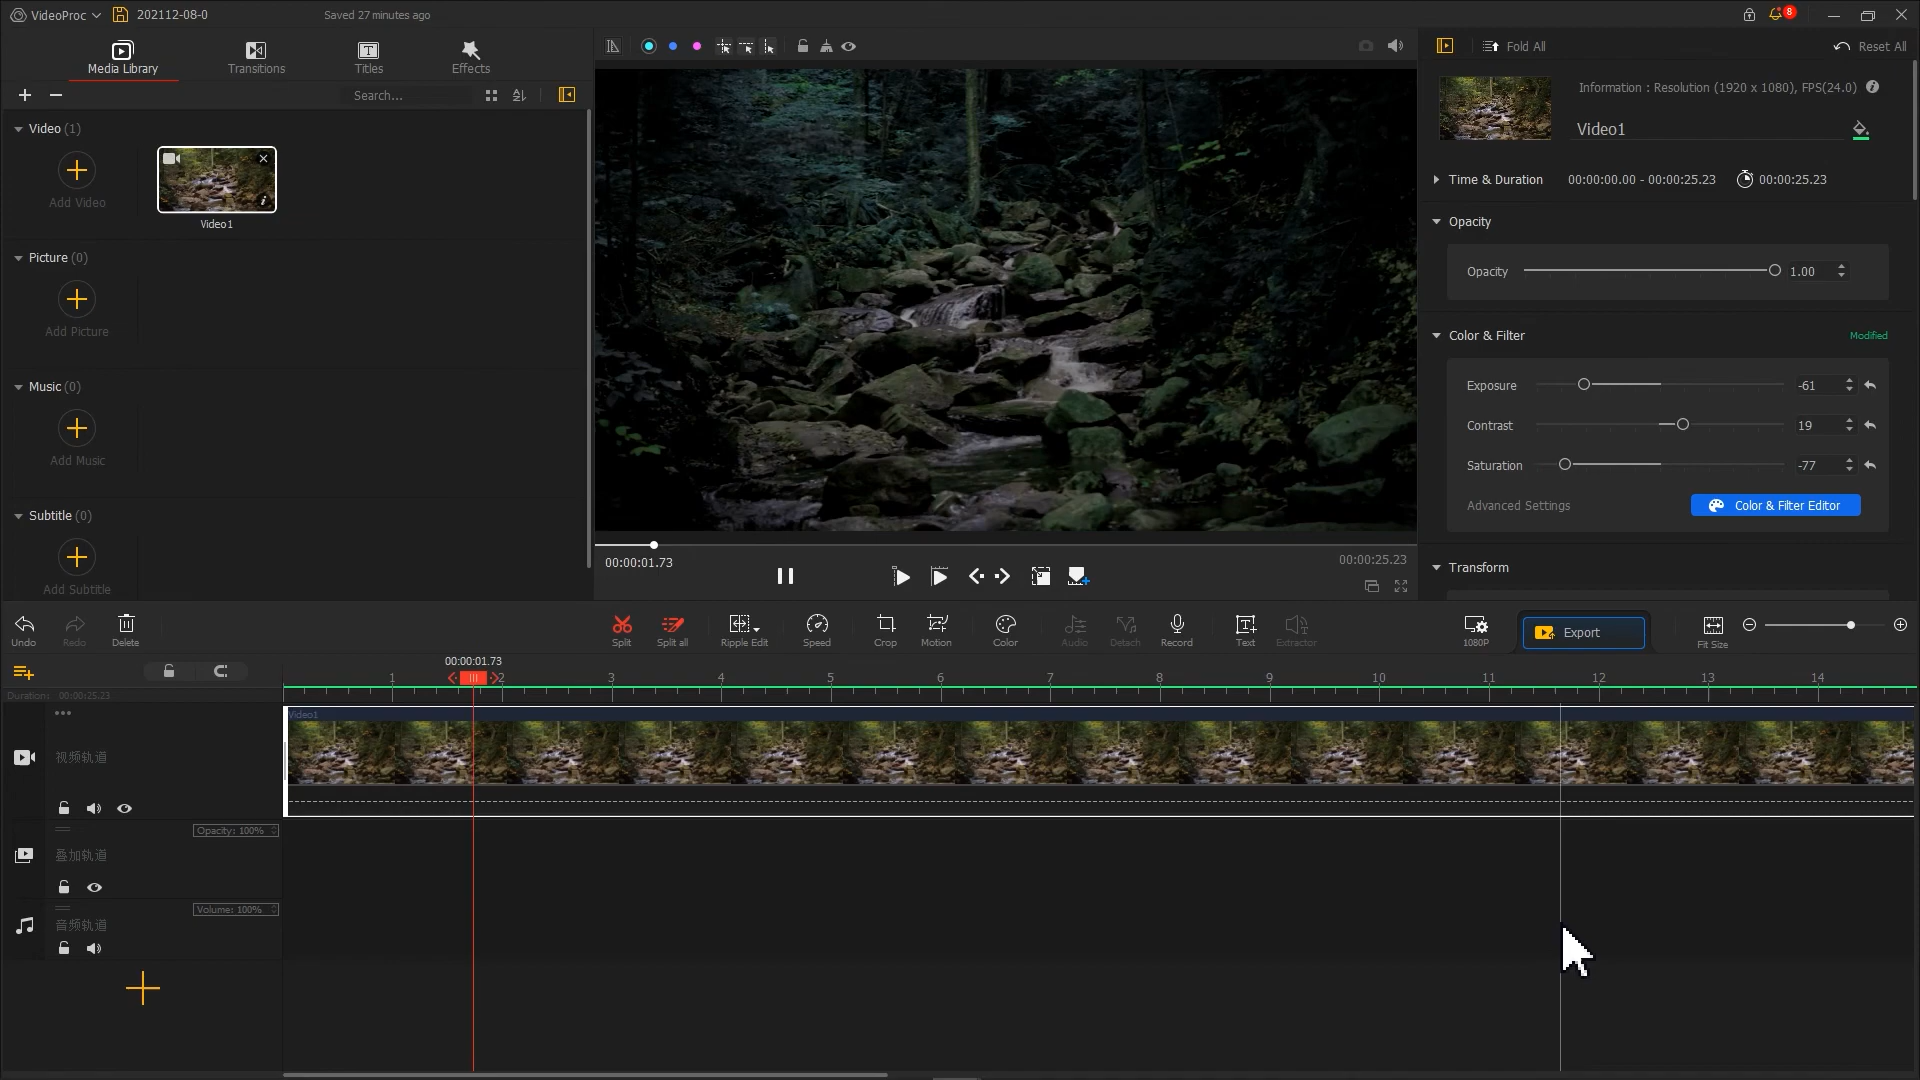 VideoProc
202112-08-0
Saved 27 minutes ago
8
Media Library
Transitions
Titles
Effects
Search...
Video (1)
Add Video
Video1
Picture (0)
Add Picture
Music (0)
Add Music
Subtitle (0)
Add Subtitle
00:00:01.73
00:00:25.23
Fold All
Reset All
Information : Resolution (1920 x 1080), FPS(24.0)
Video1
Time & Duration 00:00:00.00 - 00:00:25.23 00:00:25.23
Opacity
Opacity 1.00
Color & Filter Modified
Exposure -61
Contrast 19
Saturation -77
Advanced Settings Color & Filter Editor
Transform
Undo
Redo
Delete
Split
Split all
Ripple Edit
Speed
Crop
Motion
Color
Audio
Detach
Record
Text
Extractor
1080P
Export
Fit Size
00:00:01.73
1 2 3 4 5 6 7 8 9 10 11 12 13 14
Duration: 00:00:25.23
Video1
视频轨道
Opacity: 100%
叠加轨道
Volume: 100%
音频轨道